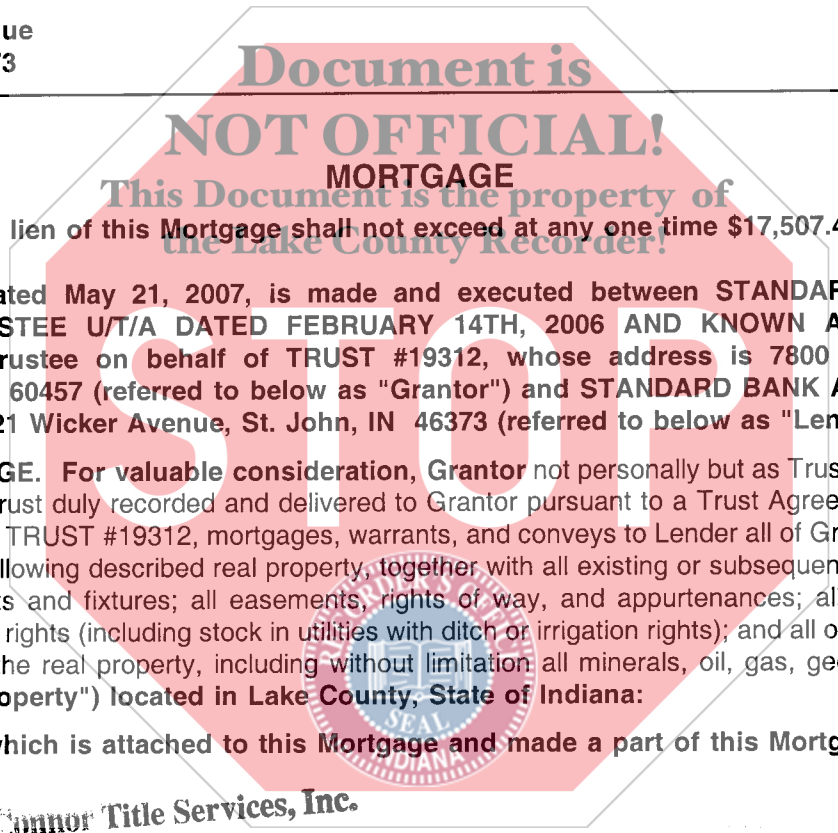 ue
73
Document is
NOT OFFICIAL!
MORTGAGE
This Document is the property of
lien of this Mortgage shall not exceed at any one time $17,507.4
the Lake County Recorder!
ated May 21, 2007, is made and executed between STANDAR
STEE U/T/A DATED FEBRUARY 14TH, 2006 AND KNOWN A
rustee on behalf of TRUST #19312, whose address is 7800
60457 (referred to below as "Grantor") and STANDARD BANK A
21 Wicker Avenue, St. John, IN 46373 (referred to below as "Len
STOP
GE. For valuable consideration, Grantor not personally but as Trus
rust duly recorded and delivered to Grantor pursuant to a Trust Agree
TRUST #19312, mortgages, warrants, and conveys to Lender all of Gr
llowing described real property, together with all existing or subsequen
ts and fixtures; all easements, rights of way, and appurtenances; al
rights (including stock in utilities with ditch or irrigation rights); and all o
he real property, including without limitation all minerals, oil, gas, ge
operty") located in Lake County, State of Indiana:
RECORDER'S OFFICE
SEAL
INDIANA
which is attached to this Mortgage and made a part of this Mortg
Connor Title Services, Inc.